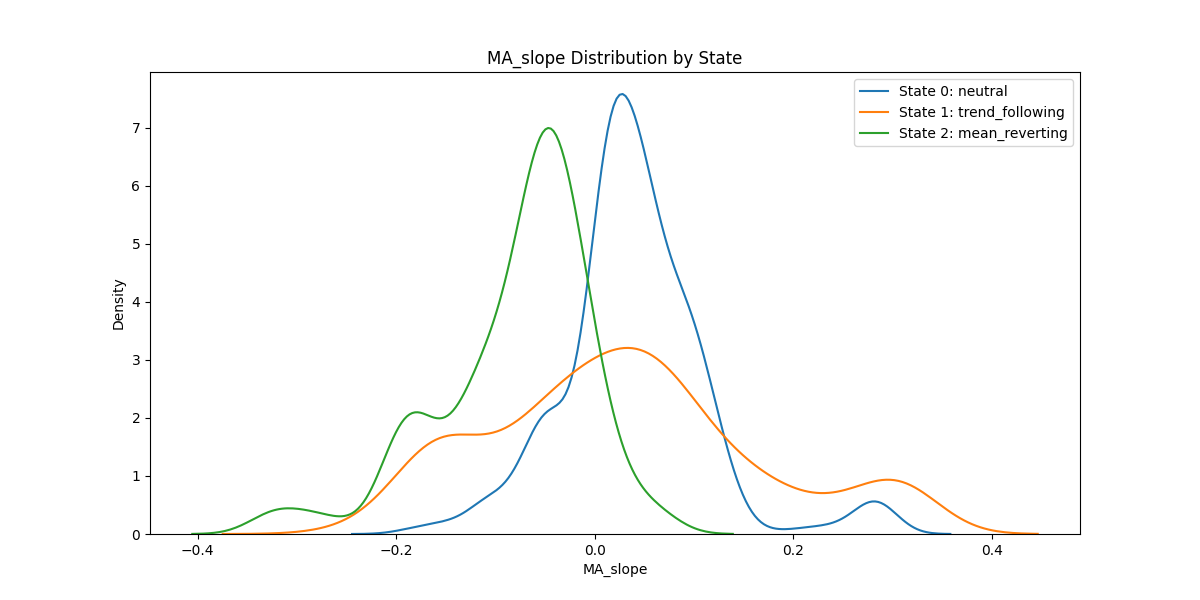 MA_slope Distribution by State
State 0: neutral
State 1: trend_following
State 2: mean_reverting
Density
7
6
5
4
3
2
1
0
−0.4
−0.2
0.0
0.2
0.4
MA_slope